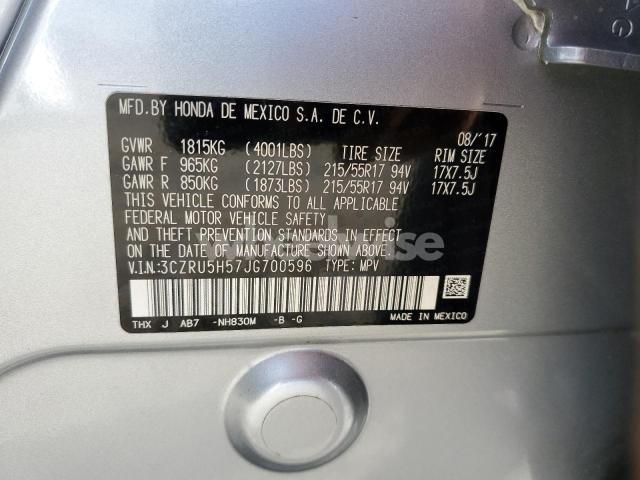 MFD.BY HONDA DE MEXICO S.A. DE C.V.
08/'17
GVWR 1815KG (4001LBS) TIRE SIZE RIM SIZE
GAWR F 965KG (2127LBS) 215/55R17 94V 17X7.5J
GAWR R 850KG (1873LBS) 215/55R17 94V 17X7.5J
THIS VEHICLE CONFORMS TO ALL APPLICABLE
FEDERAL MOTOR VEHICLE SAFETY
AND THEFT PREVENTION STANDARDS IN EFFECT
ON THE DATE OF MANUFACTURE SHOWN ABOVE.
V.I.N:3CZRU5H57JG700596 TYPE: MPV
THX J AB7 -NH830M -B -G MADE IN MEXICO